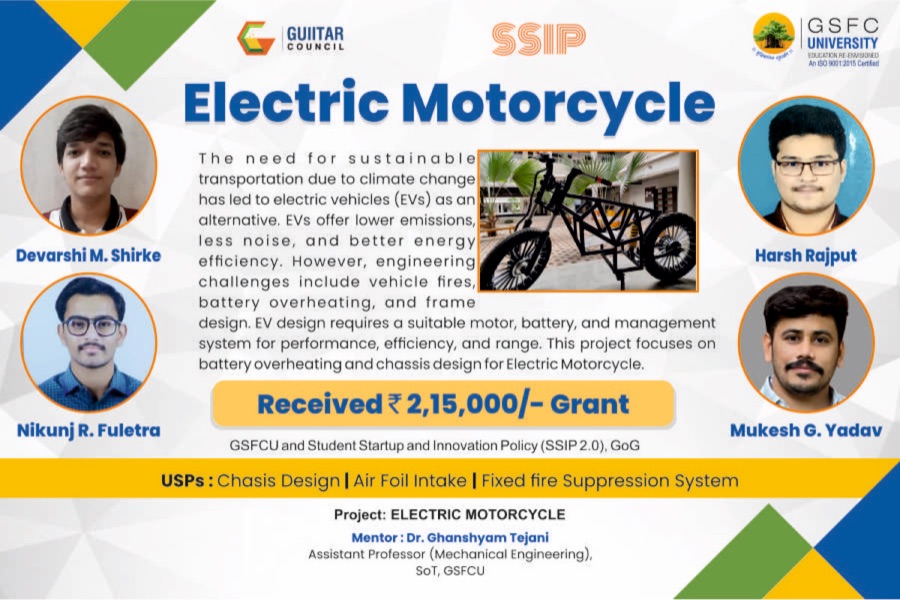 GUIITAR
COUNCIL
SSIP
GSFC
UNIVERSITY
EDUCATION RE-ENVISIONED
An ISO 9001:2015 Certified
Electric Motorcycle
The need for sustainable
transportation due to climate change
has led to electric vehicles (EVs) as an
alternative. EVs offer lower emissions,
less noise, and better energy
efficiency. However, engineering
challenges include vehicle fires,
battery overheating, and frame
design. EV design requires a suitable motor, battery, and management
system for performance, efficiency, and range. This project focuses on
battery overheating and chassis design for Electric Motorcycle.
Devarshi M. Shirke
Harsh Rajput
Nikunj R. Fuletra
Mukesh G. Yadav
Received ₹ 2,15,000/- Grant
GSFCU and Student Startup and Innovation Policy (SSIP 2.0), GoG
USPs : Chasis Design | Air Foil Intake | Fixed fire Suppression System
Project: ELECTRIC MOTORCYCLE
Mentor : Dr. Ghanshyam Tejani
Assistant Professor (Mechanical Engineering),
SoT, GSFCU